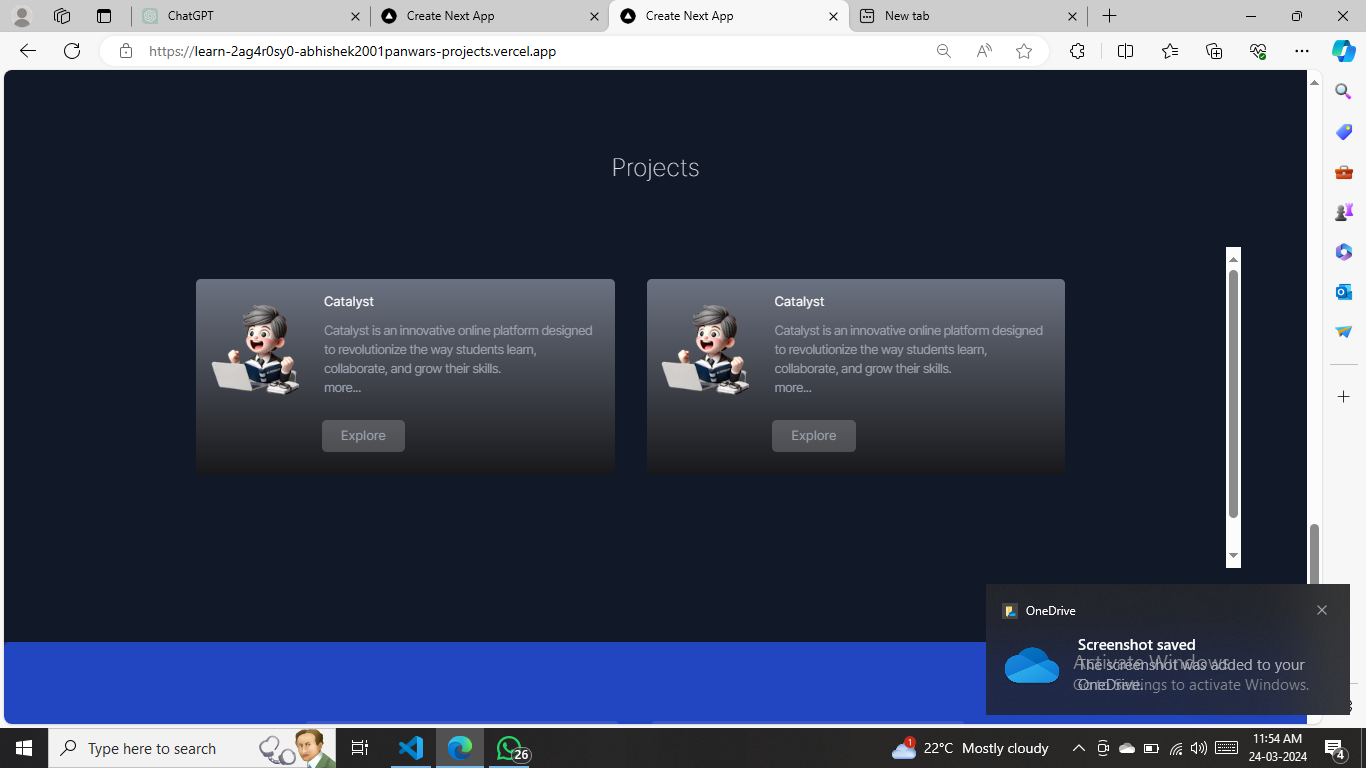 ChatGPT
Create Next App
Create Next App
New tab
https://learn-2ag4r0sy0-abhishek2001panwars-projects.vercel.app
Projects
Catalyst
Catalyst is an innovative online platform designed
to revolutionize the way students learn,
collaborate, and grow their skills.
more...
Explore
Catalyst
Catalyst is an innovative online platform designed
to revolutionize the way students learn,
collaborate, and grow their skills.
more...
Explore
OneDrive
Screenshot saved
The screenshot was added to your
OneDrive.
Activate Windows
Go to Settings to activate Windows.
Type here to search
26
1
22°C Mostly cloudy
11:54 AM
24-03-2024
4